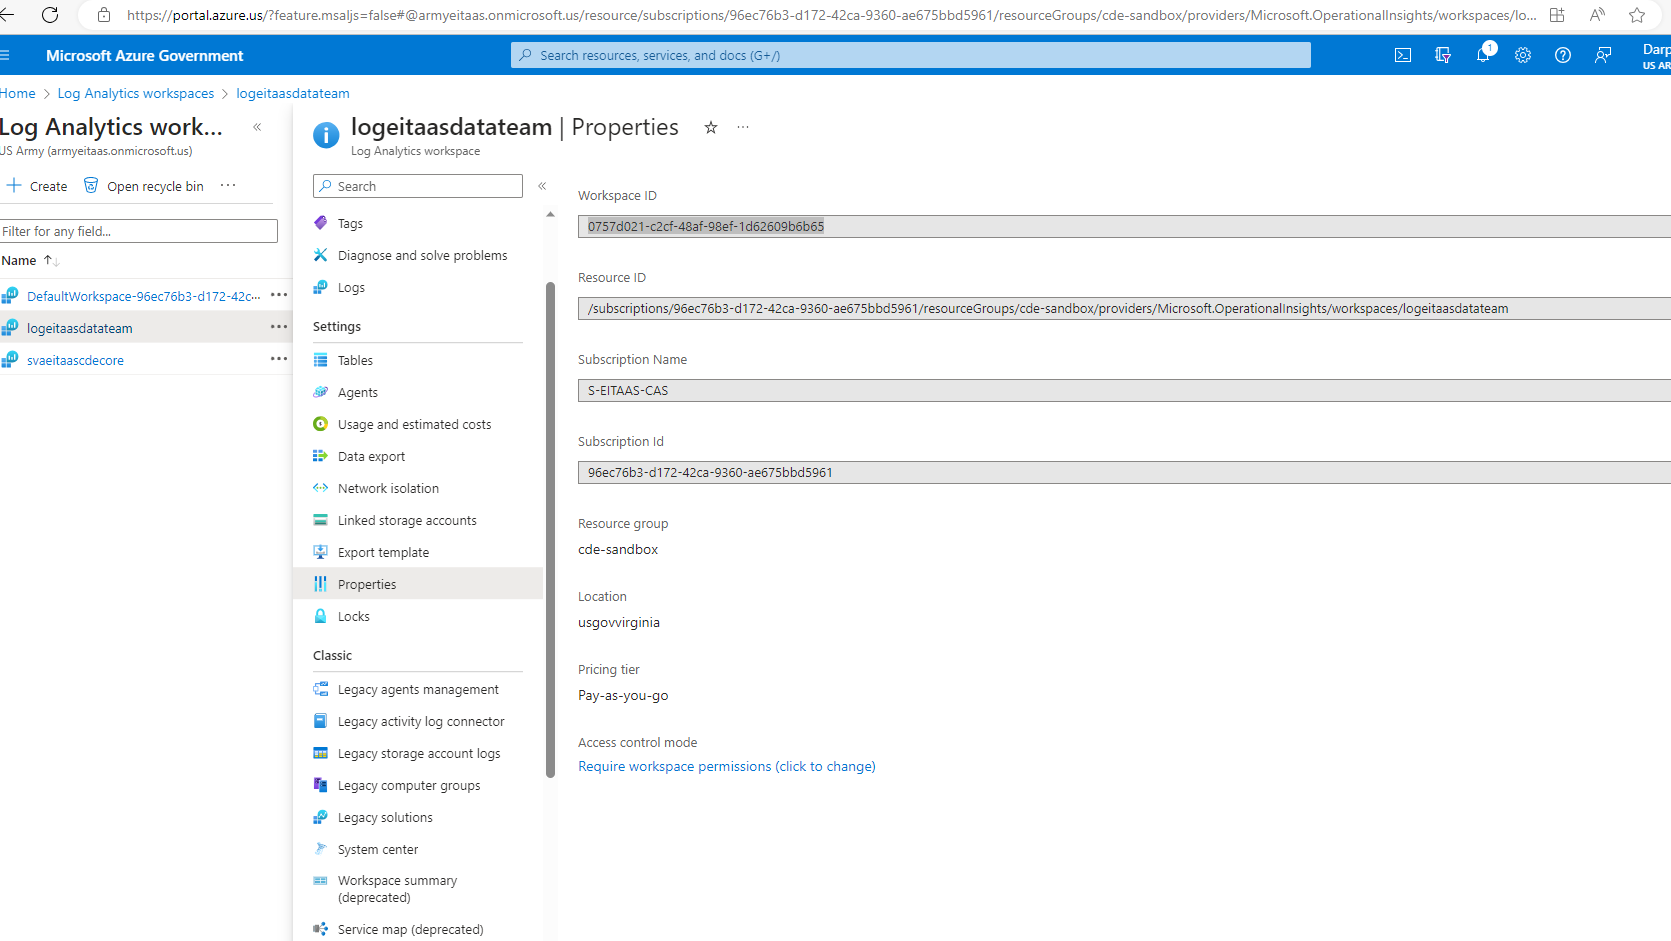 https://portal.azure.us/?feature.msaljs=false#@armyeitaas.onmicrosoft.us/resource/subscriptions/96ec76b3-d172-42ca-9360-ae675bbd5961/resourceGroups/cde-sandbox/providers/Microsoft.OperationalInsights/workspaces/lo...
Microsoft Azure Government
Search resources, services, and docs (G+/)
1
Darp
US AR
Home > Log Analytics workspaces > logeitaasdatateam
Log Analytics work...
US Army (armyeitaas.onmicrosoft.us)
Create
Open recycle bin
Filter for any field...
Name
DefaultWorkspace-96ec76b3-d172-42c...
logeitaasdatateam
svaeitaascdecore
logeitaasdatateam | Properties
Log Analytics workspace
Search
Tags
Diagnose and solve problems
Logs
Settings
Tables
Agents
Usage and estimated costs
Data export
Network isolation
Linked storage accounts
Export template
Properties
Locks
Classic
Legacy agents management
Legacy activity log connector
Legacy storage account logs
Legacy computer groups
Legacy solutions
System center
Workspace summary
(deprecated)
Service map (deprecated)
Workspace ID
0757d021-c2cf-48af-98ef-1d62609b6b65
Resource ID
/subscriptions/96ec76b3-d172-42ca-9360-ae675bbd5961/resourceGroups/cde-sandbox/providers/Microsoft.OperationalInsights/workspaces/logeitaasdatateam
Subscription Name
S-EITAAS-CAS
Subscription Id
96ec76b3-d172-42ca-9360-ae675bbd5961
Resource group
cde-sandbox
Location
usgovvirginia
Pricing tier
Pay-as-you-go
Access control mode
Require workspace permissions (click to change)